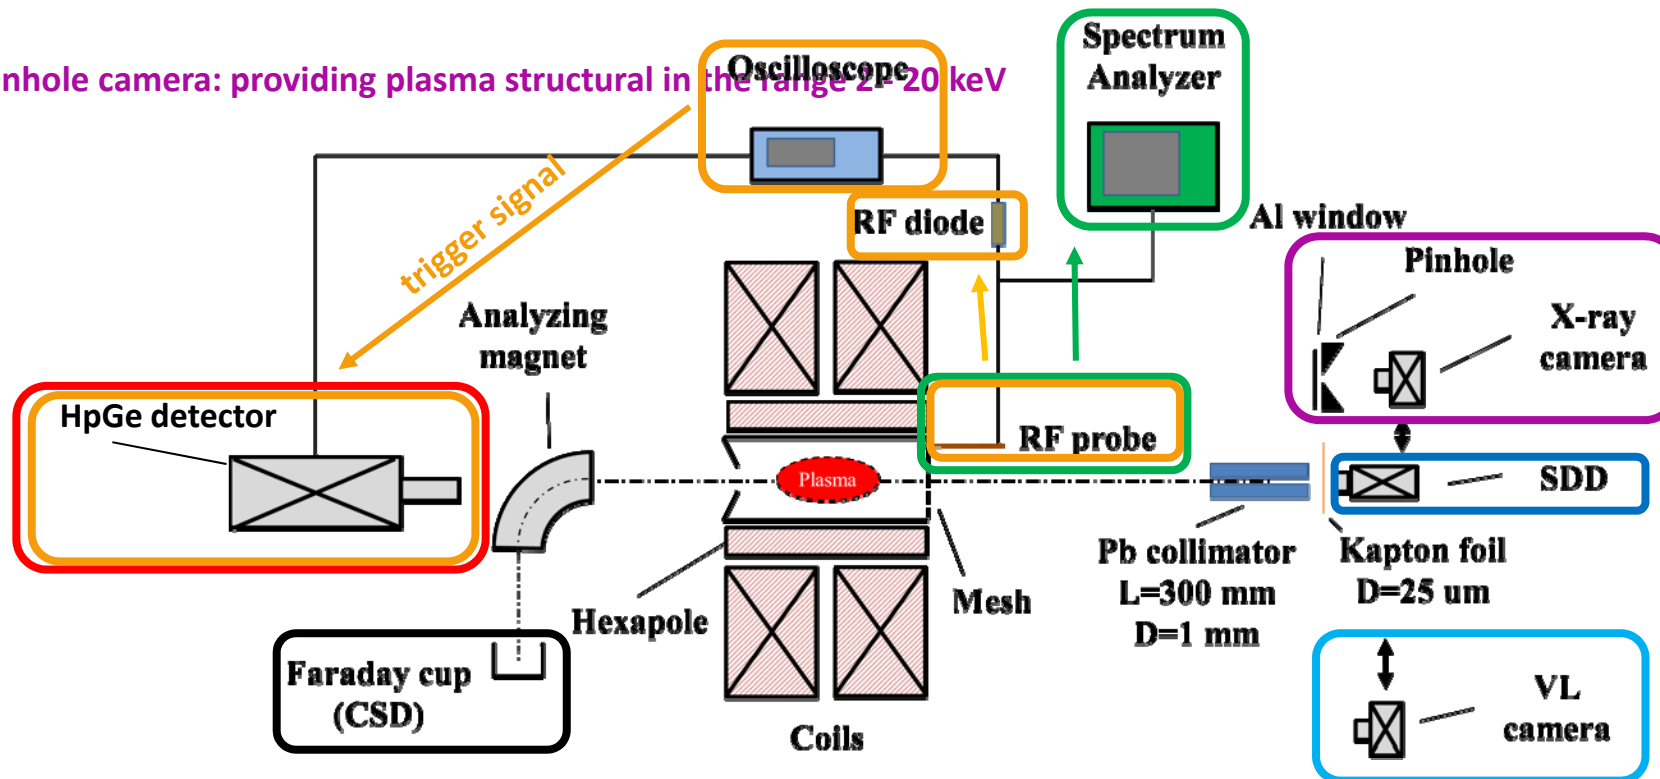 Spectrum
Analyzer
Oscilloscope
nhole camera: providing plasma structural in the range 2 - 20 keV
trigger signal
RF diode
Al window
Pinhole
X-ray
camera
Analyzing
magnet
HpGe detector
RF probe
Plasma
SDD
Pb collimator
L=300 mm
D=1 mm
Kapton foil
D=25 um
Mesh
Hexapole
Faraday cup
(CSD)
Coils
VL
camera